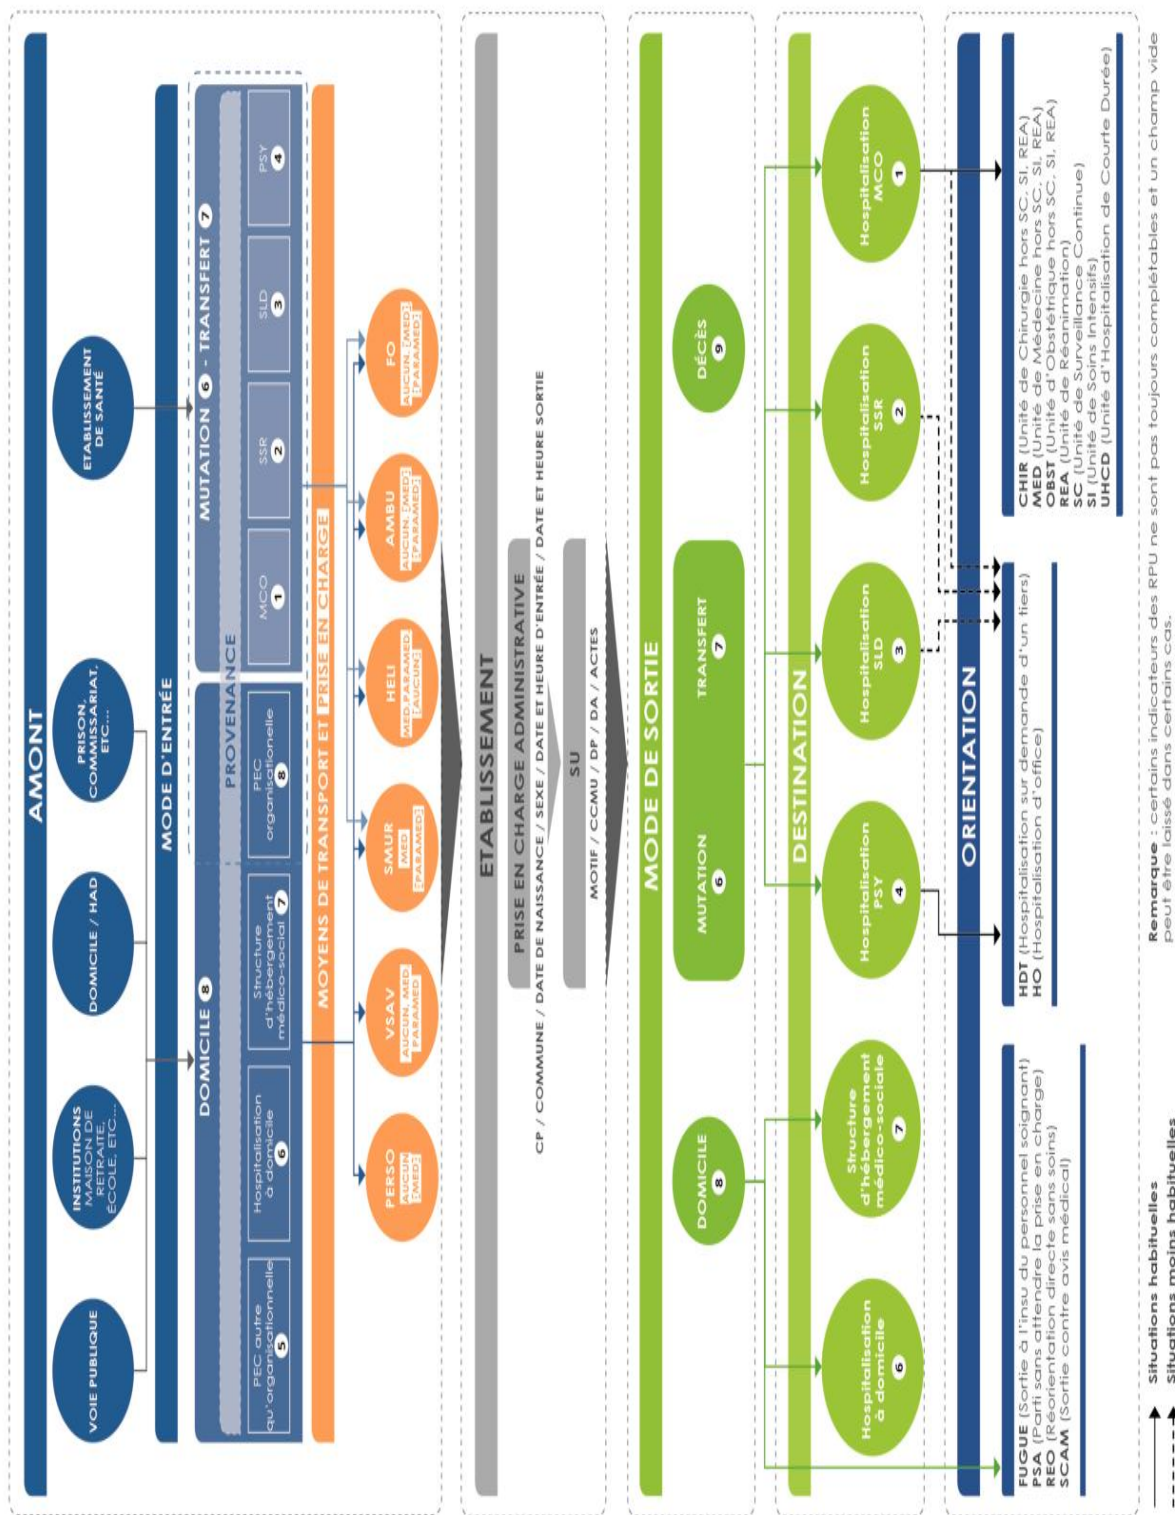 AMONT
VOIE PUBLIQUE
INSTITUTIONS
MAISON DE
RETRAITE,
ÉCOLE, ETC...
DOMICILE / HAD
PRISON,
COMMISSARIAT,
ETC...
ETABLISSEMENT
DE SANTÉ
MODE D'ENTRÉE
DOMICILE 8
MUTATION 6 - TRANSFERT 7
PROVENANCE
PEC autre
qu'organisationnelle
5
Hospitalisation
à domicile
6
Structure
d'hébergement
médico-social 7
PEC
organisationelle
8
MCO
1
SSR
2
SLD
3
PSY
4
MOYENS DE TRANSPORT ET PRISE EN CHARGE
PERSO
AUCUN
[MED]
VSAV
AUCUN, MED,
PARAMED
SMUR
MED
[PARAMED]
HELI
MED,PARAMED,
[AUCUN]
AMBU
AUCUN, [MED],
[PARAMED]
FO
AUCUN, [MED],
[PARAMED]
ETABLISSEMENT
PRISE EN CHARGE ADMINISTRATIVE
CP / COMMUNE / DATE DE NAISSANCE / SEXE / DATE ET HEURE D'ENTRÉE / DATE ET HEURE SORTIE
SU
MOTIF / CCMU / DP / DA / ACTES
MODE DE SORTIE
DOMICILE
8
MUTATION
6
TRANSFERT
7
DÉCÈS
9
DESTINATION
Hospitalisation
à domicile
6
Structure
d'hébergement
médico-sociale
7
Hospitalisation
PSY
4
Hospitalisation
SLD
3
Hospitalisation
SSR
2
Hospitalisation
MCO
1
ORIENTATION
FUGUE (Sortie à l'insu du personnel soignant)
PSA (Parti sans attendre la prise en charge)
REO (Réorientation directe sans soins)
SCAM (Sortie contre avis médical)
HDT (Hospitalisation sur demande d'un tiers)
HO (Hospitalisation d'office)
CHIR (Unité de Chirurgie hors SC, SI, REA)
MED (Unité de Médecine hors SC, SI, REA)
OBST (Unité d'Obstétrique hors SC, SI, REA)
REA (Unité de Réanimation)
SC (Unité de Surveillance Continue)
SI (Unité de Soins Intensifs)
UHCD (Unité d'Hospitalisation de Courte Durée)
Situations habituelles
Situations moins habituelles
Remarque : certains indicateurs des RPU ne sont pas toujours complétables et un champ vide
peut être laissé dans certains cas.